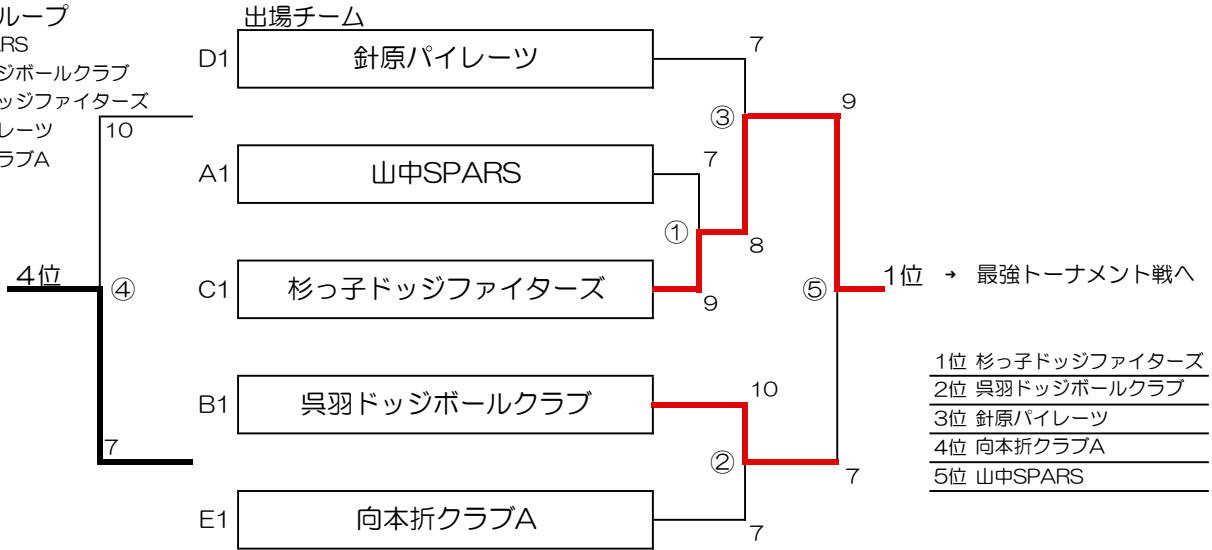 ループ
出場チーム
RS
ジボールクラブ
ッジファイターズ
レーツ
ラブA
D1 針原パイレーツ 7
③ 9
10
A1 山中SPARS 7
① 8
4位 ④ C1 杉っ子ドッジファイターズ 9 ⑤ 1位 → 最強トーナメント戦へ
B1 呉羽ドッジボールクラブ 10
7 ② 7
E1 向本折クラブA 7
1位 杉っ子ドッジファイターズ
2位 呉羽ドッジボールクラブ
3位 針原パイレーツ
4位 向本折クラブA
5位 山中SPARS